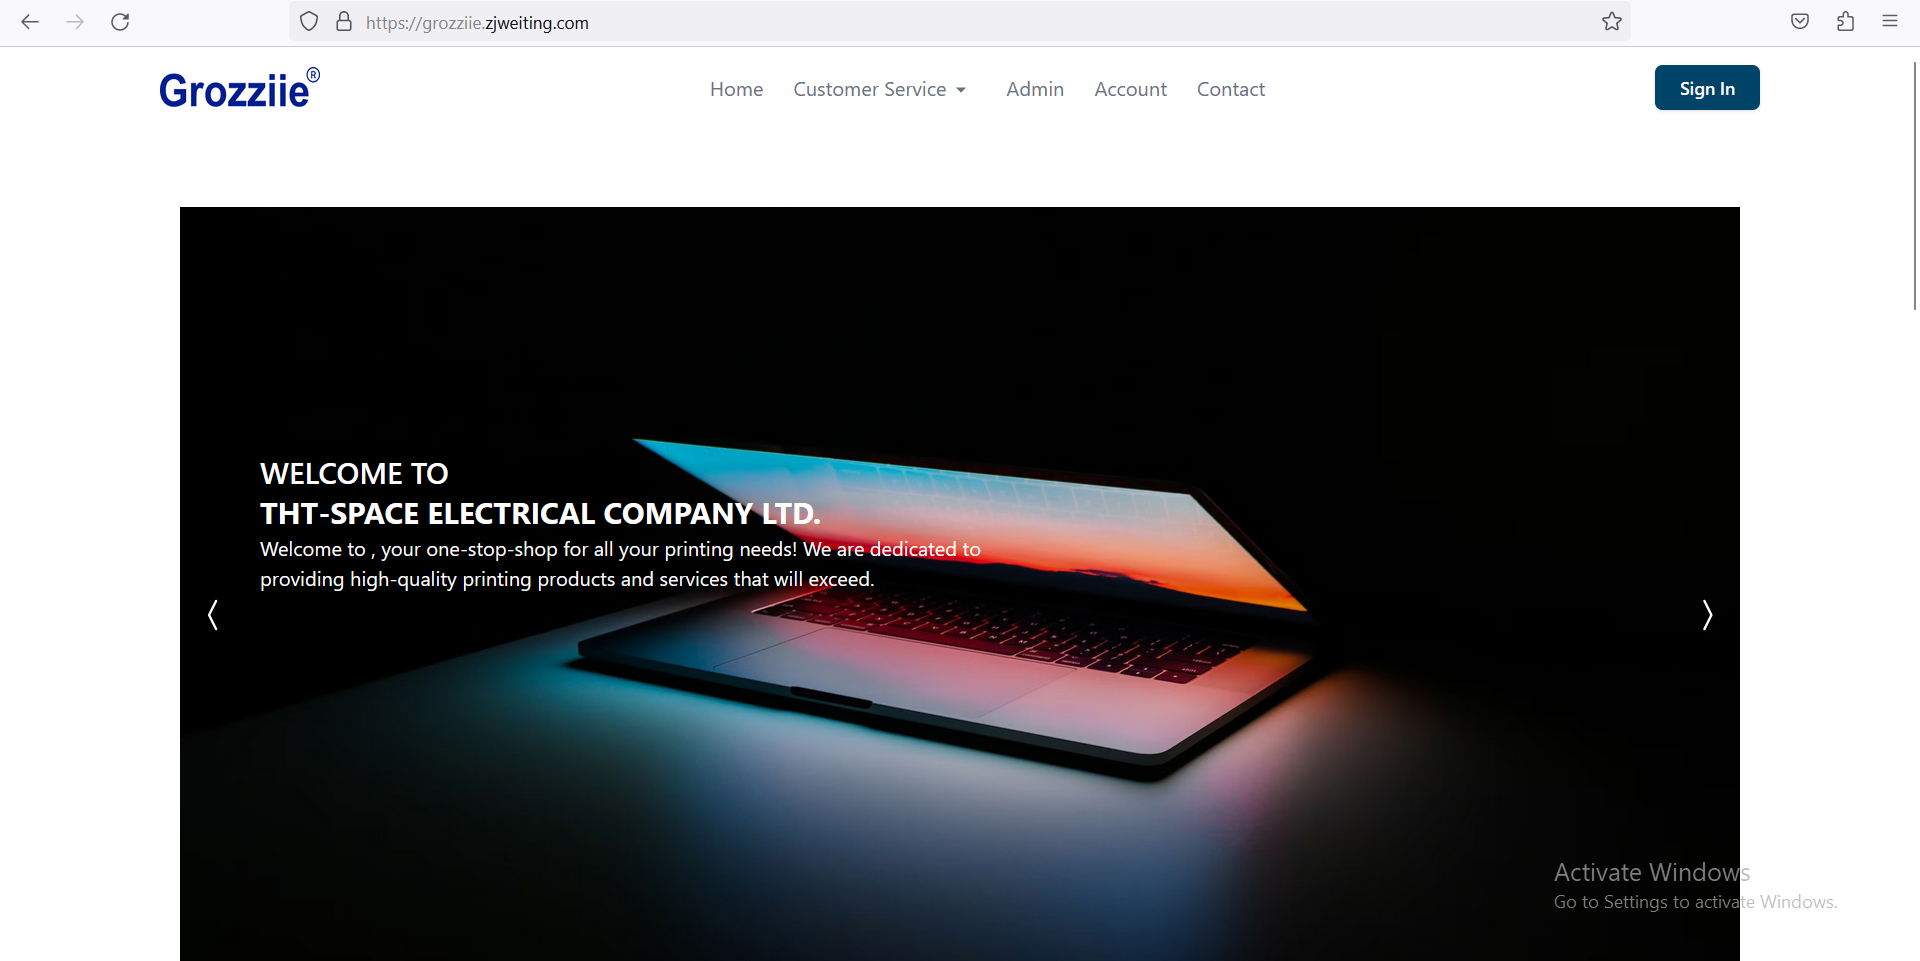 https://grozziie.zjweiting.com
Grozziie®
Home Customer Service Admin Account Contact
Sign In
WELCOME TO
THT-SPACE ELECTRICAL COMPANY LTD.
Welcome to , your one-stop-shop for all your printing needs! We are dedicated to
providing high-quality printing products and services that will exceed.
Activate Windows
Go to Settings to activate Windows.